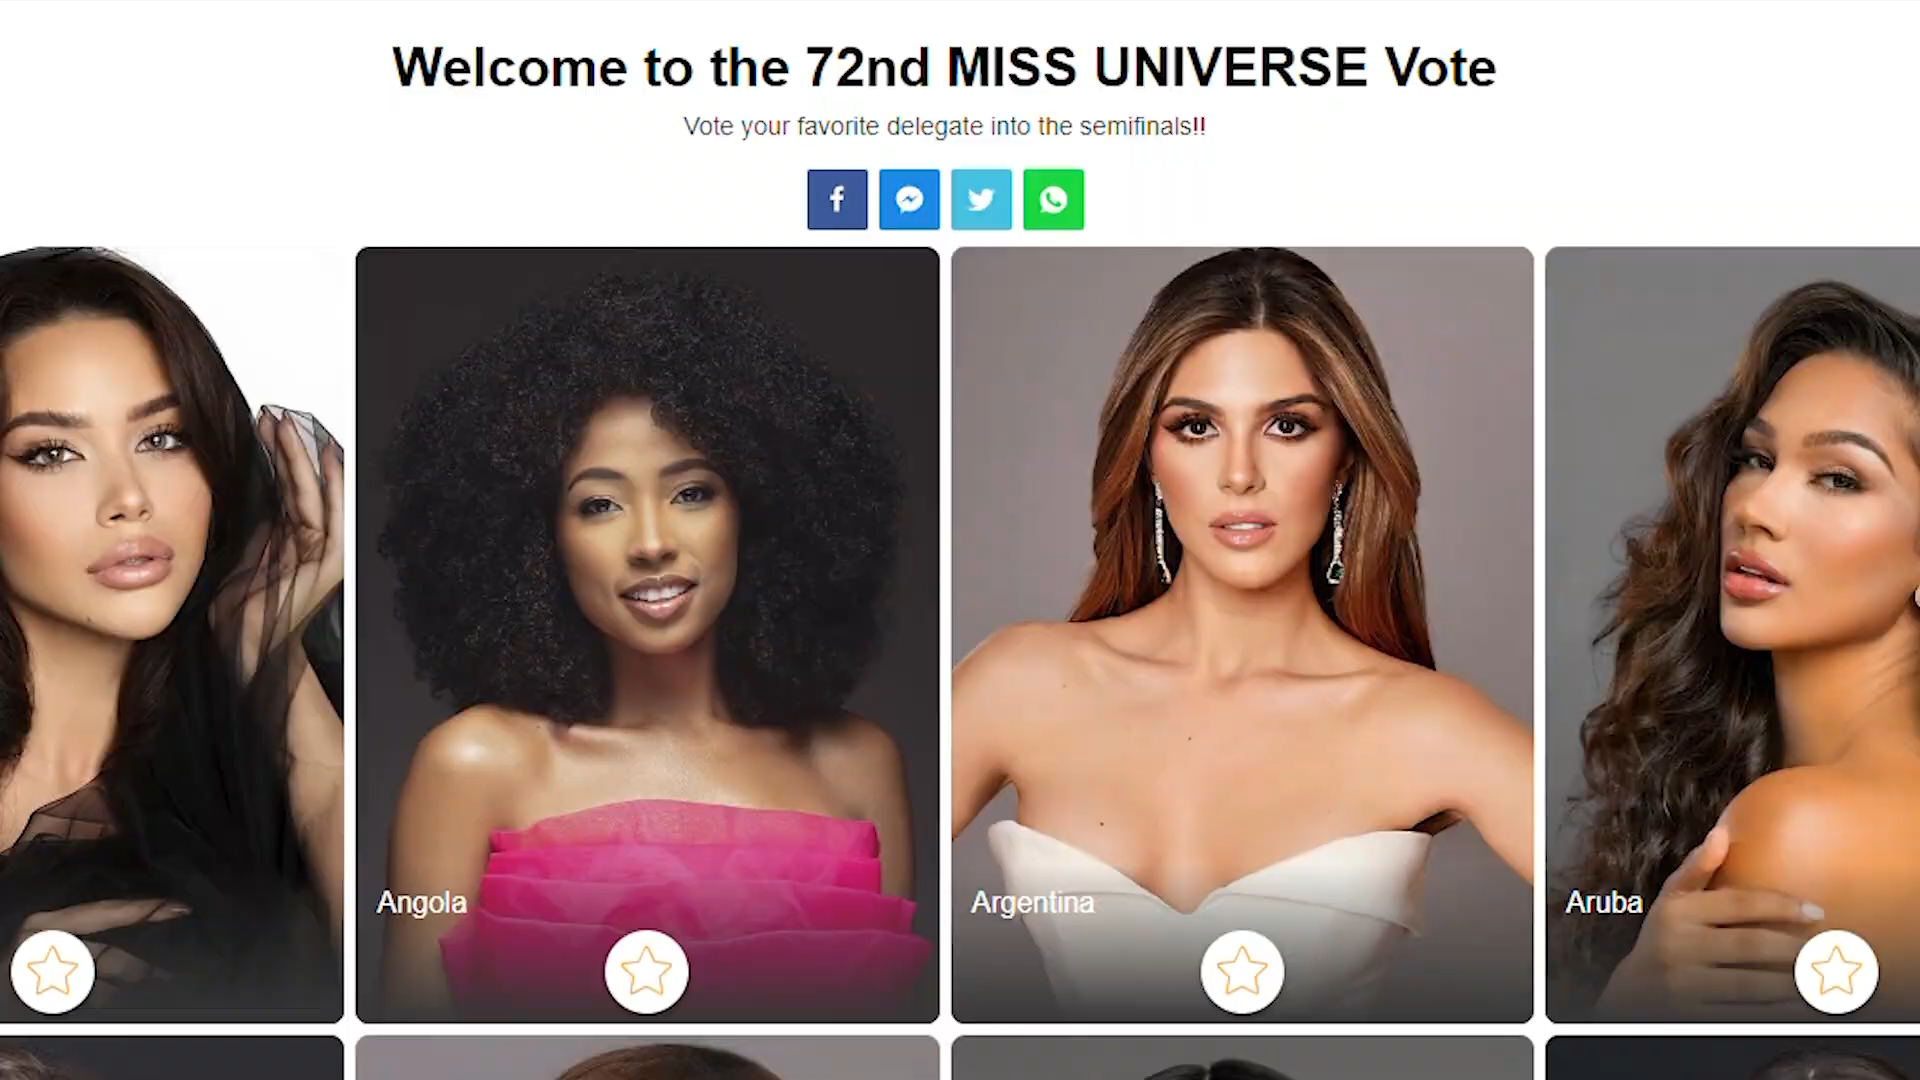 Welcome to the 72nd MISS UNIVERSE Vote
Vote your favorite delegate into the semifinals!!
Angola
Argentina
Aruba